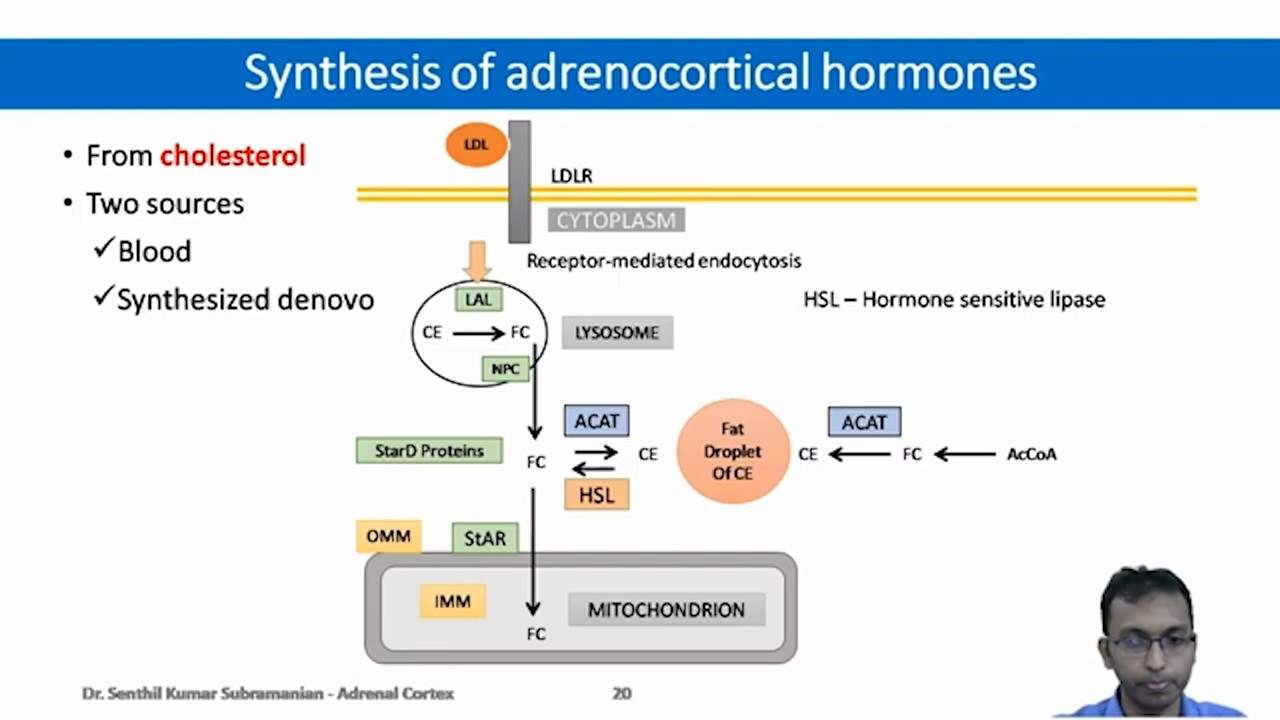 Synthesis of adrenocortical hormones
• From cholesterol
• Two sources
✓Blood
✓Synthesized denovo
LDL
LDLR
CYTOPLASM
Receptor-mediated endocytosis
HSL – Hormone sensitive lipase
LAL
CE
FC
LYSOSOME
NPC
StarD Proteins
FC
ACAT
HSL
CE
Fat
Droplet
Of CE
CE
ACAT
FC
AcCoA
OMM
StAR
IMM
MITOCHONDRION
FC
Dr. Senthil Kumar Subramanian - Adrenal Cortex
20